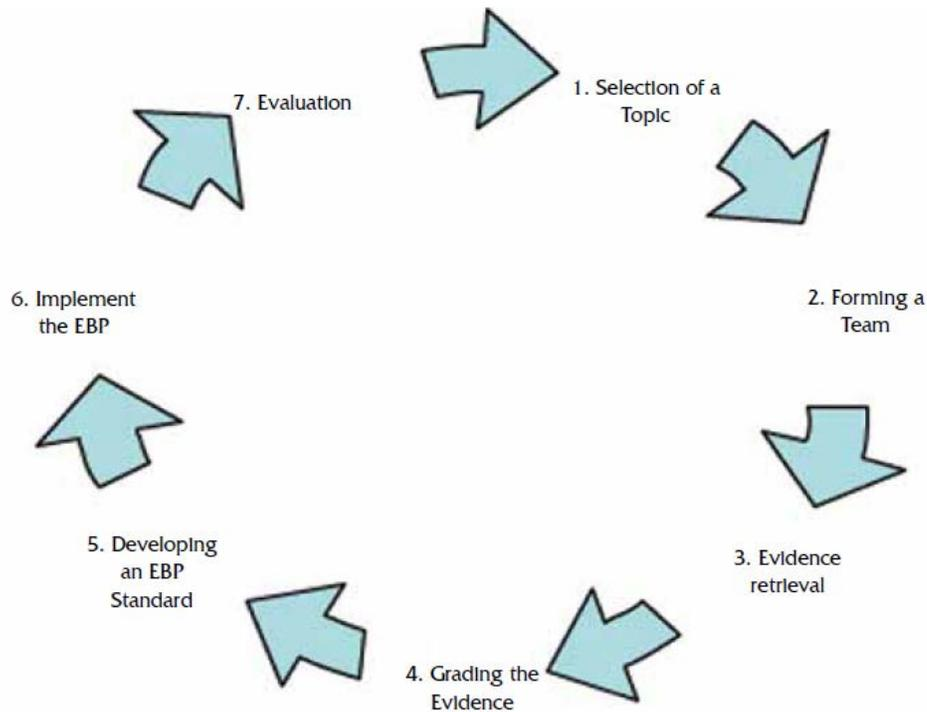 1. Selection of a
Topic
2. Forming a
Team
3. Evidence
retrieval
4. Grading the
Evidence
5. Developing
an EBP
Standard
6. Implement
the EBP
7. Evaluation